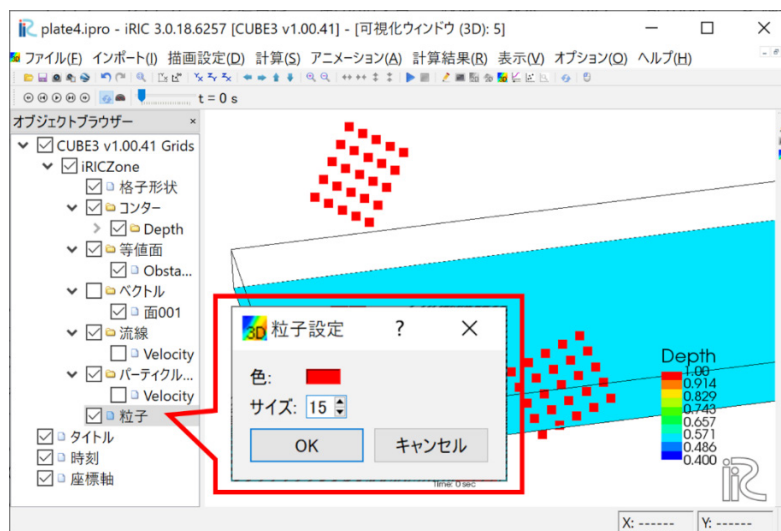 plate4.ipro - iRIC 3.0.18.6257 [CUBE3 v1.00.41] - [可視化ウィンドウ (3D): 5]
ファイル(F) インポート(I) 描画設定(D) 計算(S) アニメーション(A) 計算結果(R) 表示(V) オプション(O) ヘルプ(H)
t = 0 s
オブジェクトブラウザー
CUBE3 v1.00.41 Grids
iRICZone
格子形状
コンター
Depth
等値面
Obsta...
ベクトル
面001
流線
Velocity
パーティクル...
Velocity
粒子
タイトル
時刻
座標軸
3D 粒子設定 ?
色:
サイズ: 15
OK キャンセル
Time: 0 sec
Depth
1.00
0.914
0.829
0.743
0.657
0.571
0.486
0.400
iRIC
X: ------ Y: ------